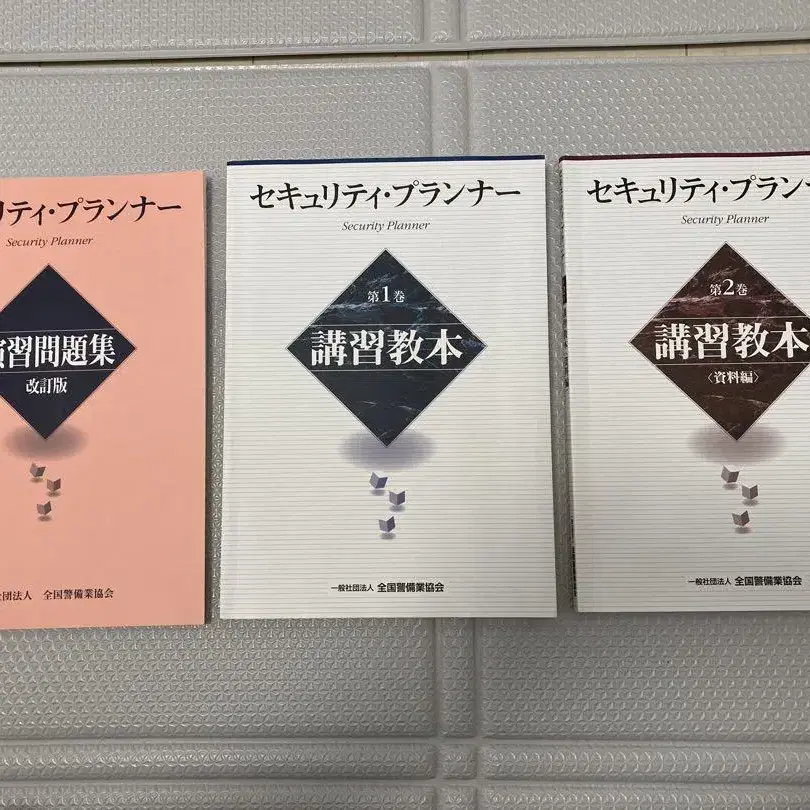 リティ・プランナー
Security Planner
演習問題集
改訂版
社団法人 全国警備業協会
セキュリティ・プランナー
Security Planner
第1巻
講習教本
一般社団法人 全国警備業協会
セキュリティ・プラン
Security Planner
第2巻
講習教本
〈資料編〉
一般社団法人 全国警備業協会